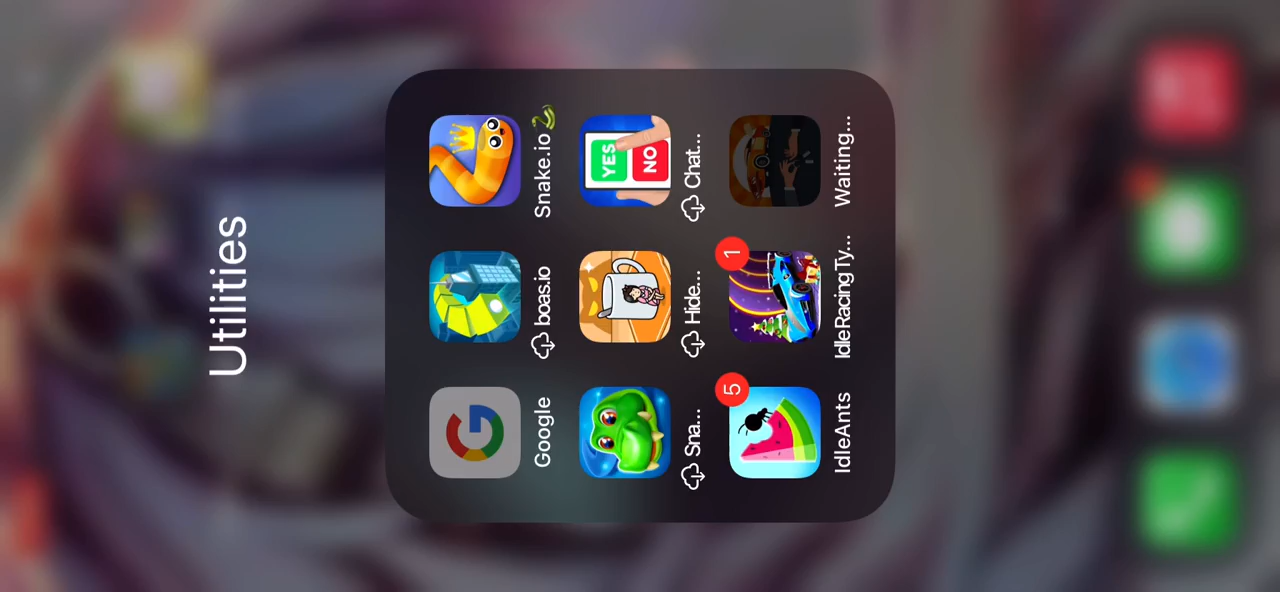 Utilities
Google
boas.io
Snake.io
Sna...
Hide...
YES
NO
Chat...
5
1
IdleAnts
IdleRacingTy...
Waiting...